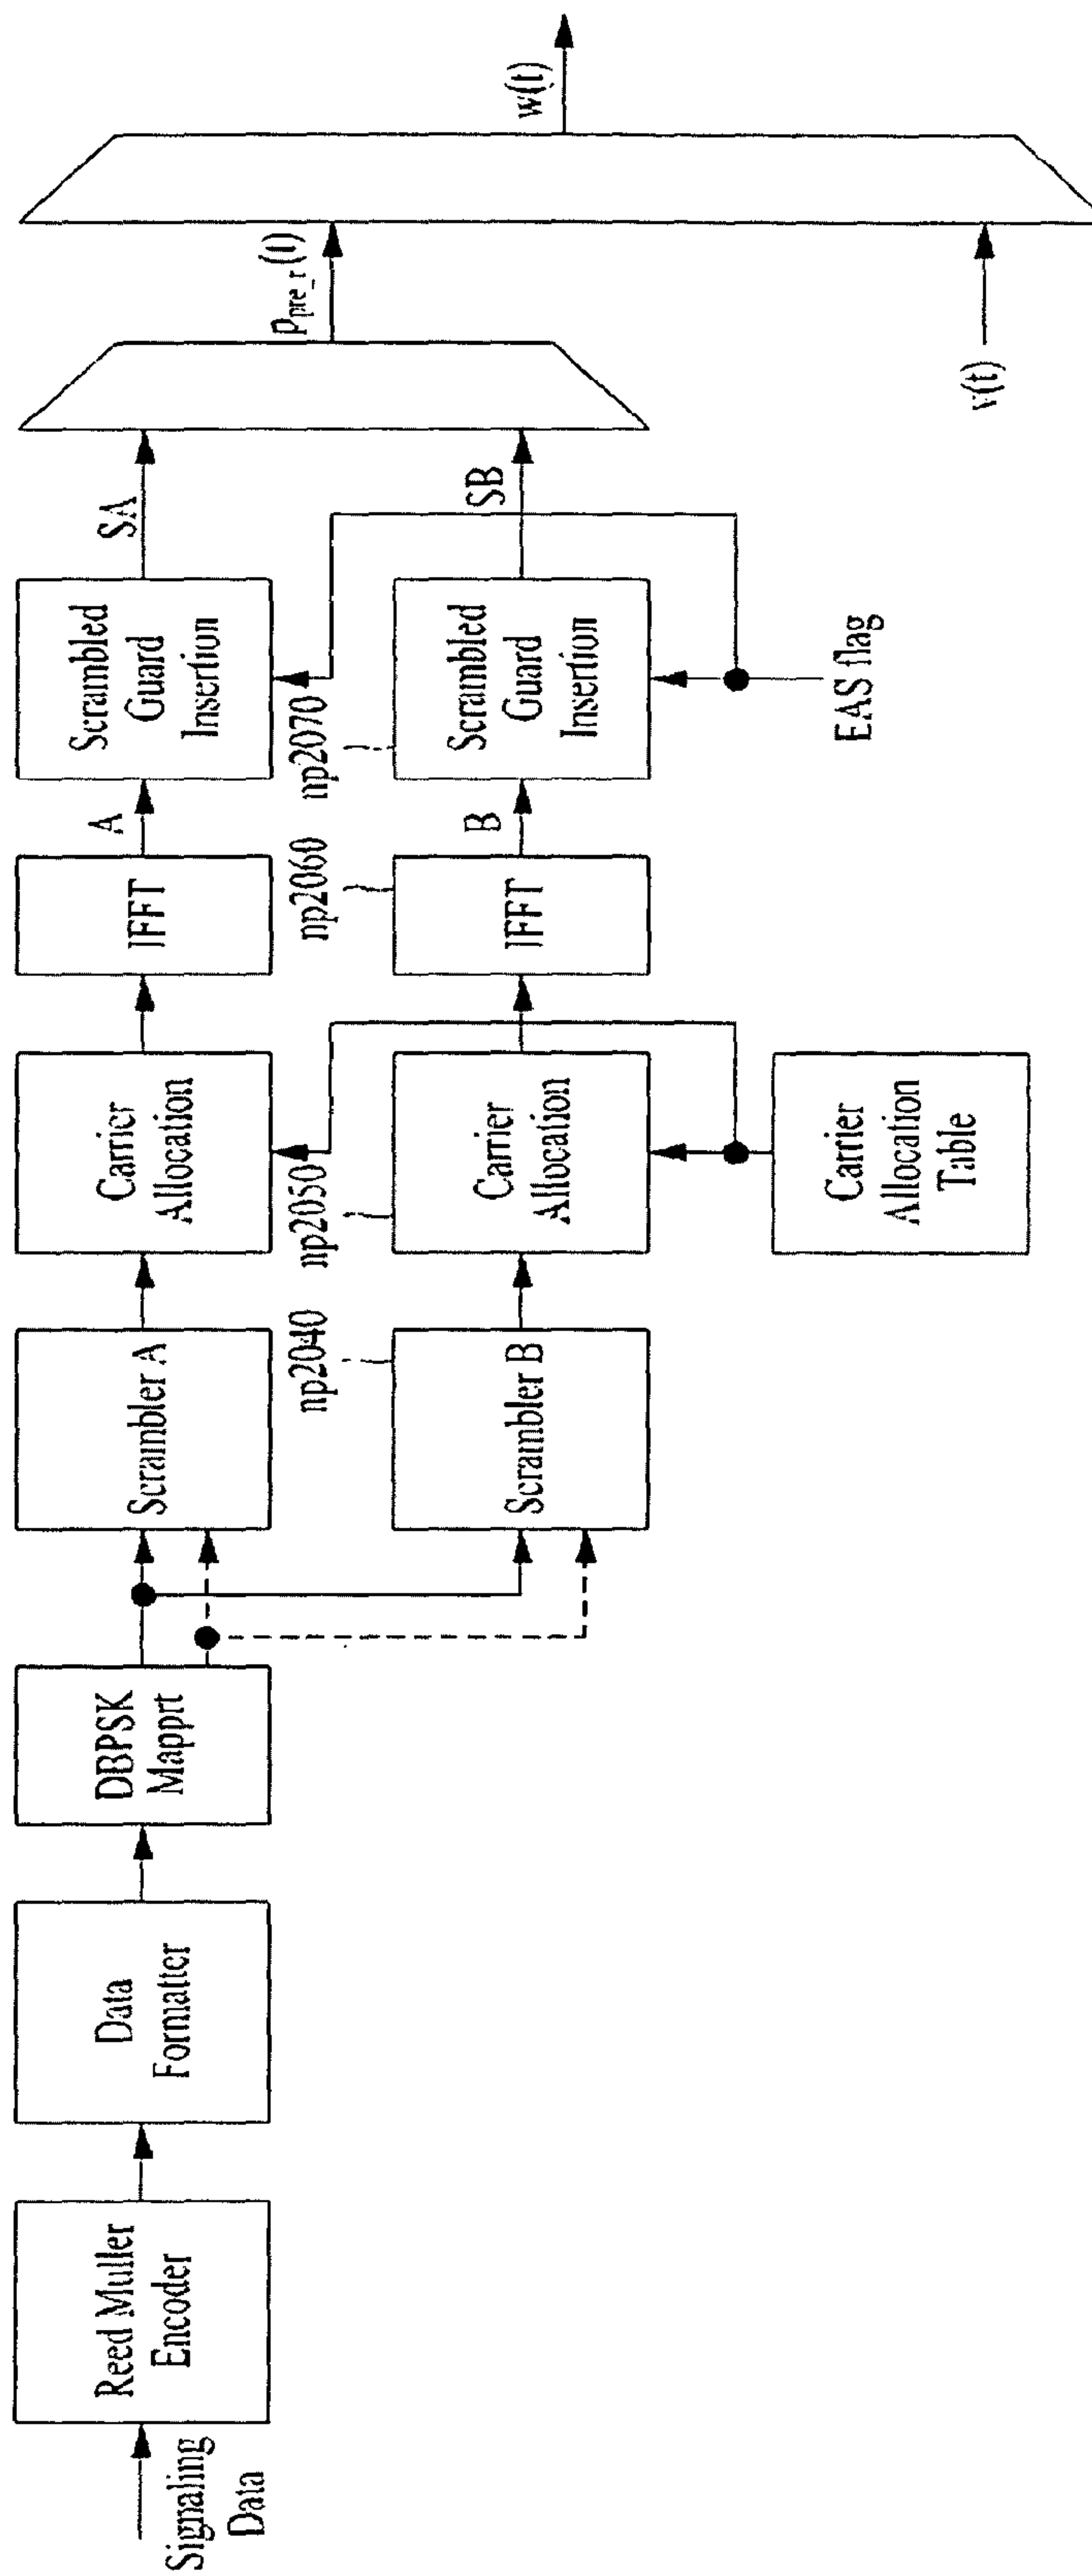 Signaling
Data
Reed Muller
Encoder
Data
Formatter
DBPSK
Mapprt
Scrambler A
Carrier
Allocation
IFFT
A
Scrambled
Guard
Insertion
SA
p_pre_r(t)
w(t)
np2040
np2050
np2060
np2070
Scrambler B
Carrier
Allocation
IFFT
B
Scrambled
Guard
Insertion
SB
Carrier
Allocation
Table
EAS flag
v(t)